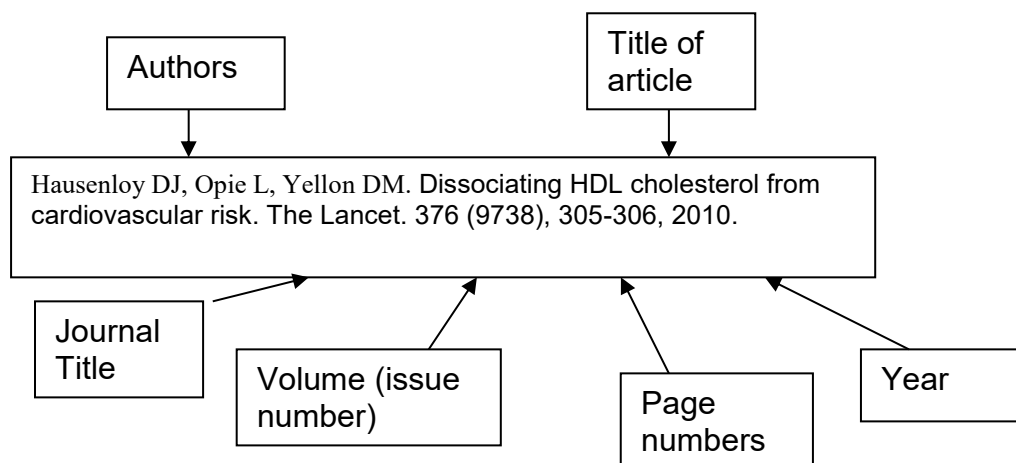 Authors
Title of
article
Hausenloy DJ, Opie L, Yellon DM. Dissociating HDL cholesterol from
cardiovascular risk. The Lancet. 376 (9738), 305-306, 2010.
Journal
Title
Volume (issue
number)
Page
numbers
Year